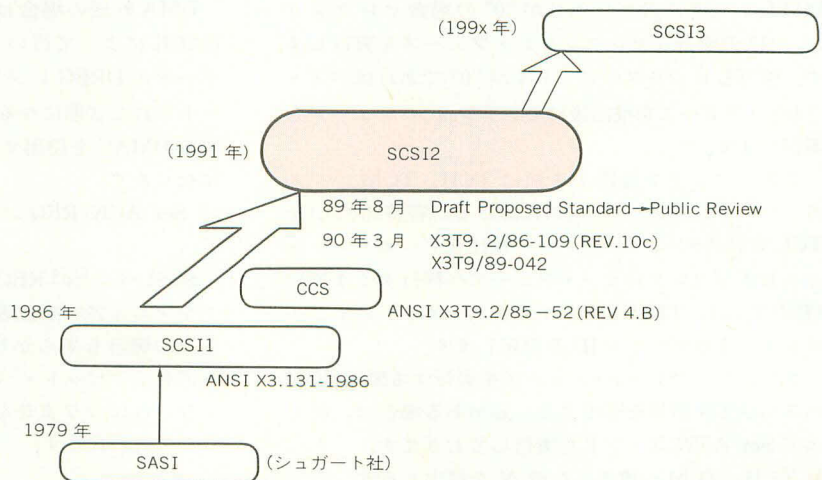 (199x 年)
SCSI3
(1991 年)
SCSI2
89 年 8 月 Draft Proposed Standard→Public Review
90 年 3 月 X3T9. 2/86-109 (REV.10c)
X3T9/89-042
CCS
1986 年
ANSI X3T9.2/85－52 (REV 4.B)
SCSI1
ANSI X3.131-1986
1979 年
SASI
(シュガート社)